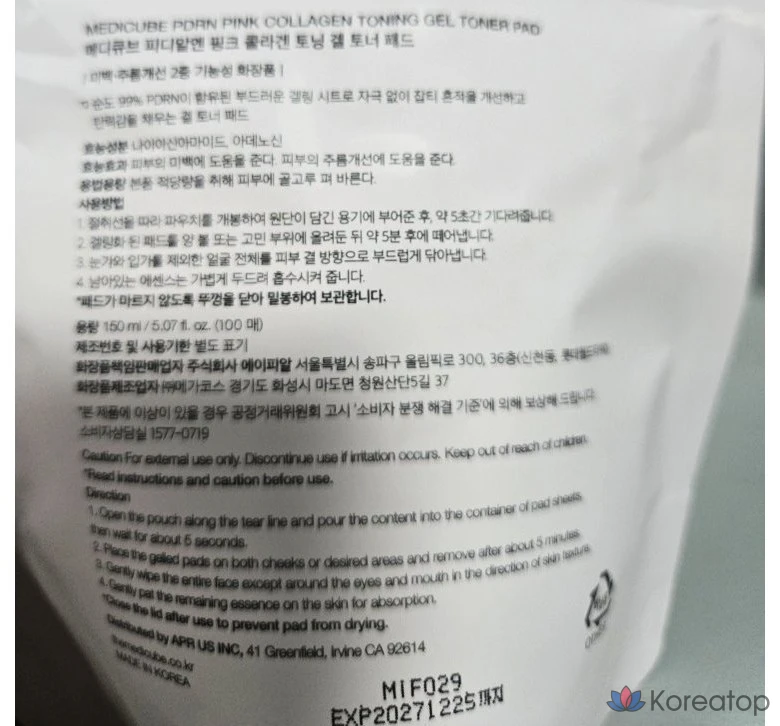 MEDICUBE PDRN PINK COLLAGEN TONING GEL TONER PAD
메디큐브 피디알엔 핑크 콜라겐 토닝 겔 토너 패드
| 미백·주름개선 2중 기능성 화장품 |
순도 99% PDRN이 함유된 부드러운 겔링 시트로 자극 없이 잡티 흔적을 개선하고
탄력감을 채우는 겔 토너 패드
효능성분 나이아신아마이드, 아데노신
효능효과 피부의 미백에 도움을 준다. 피부의 주름개선에 도움을 준다.
용법용량 본품 적당량을 취해 피부에 골고루 펴 바른다.
사용방법
1. 절취선을 따라 파우치를 개봉하여 원단이 담긴 용기에 부어준 후, 약 5초간 기다려줍니다.
2. 겔링화 된 패드를 양 볼 또는 고민 부위에 올려둔 뒤 약 5분 후에 떼어냅니다.
3. 눈가와 입가를 제외한 얼굴 전체를 피부 결 방향으로 부드럽게 닦아냅니다.
4. 남아있는 에센스는 가볍게 두드려 흡수시켜 줍니다.
*패드가 마르지 않도록 뚜껑을 닫아 밀봉하여 보관합니다.
용량 150 ml / 5.07 fl. oz. (100 매)
제조번호 및 사용기한 별도 표기
화장품책임판매업자 주식회사 에이피알 서울특별시 송파구 올림픽로 300, 36층(신천동,
화장품제조업자 ㈜메가코스 경기도 화성시 마도면 청원산단5길 37
*본 제품에 이상이 있을 경우 공정거래위원회 고시 '소비자 분쟁 해결 기준'에 의해 보상해 드립니다.
소비자상담실 1577-0719
Caution For external use only. Discontinue use if irritation occurs. Keep out of reach of children.
*Read instructions and caution before use.
Direction
1. Open the pouch along the tear line and pour the content into the container of pad sheets,
then wait for about 5 seconds.
2. Place the gelled pads on both cheeks or desired areas and remove after about 5 minutes.
3. Gently wipe the entire face except around the eyes and mouth in the direction of skin texture.
4. Gently pat the remaining essence on the skin for absorption.
*Close the lid after use to prevent pad from drying.
Distributed by APR US INC, 41 Greenfield, Irvine CA 92614
themedicube.co.kr
MADE IN KOREA
MIF029
EXP20271225까지
Koreatop